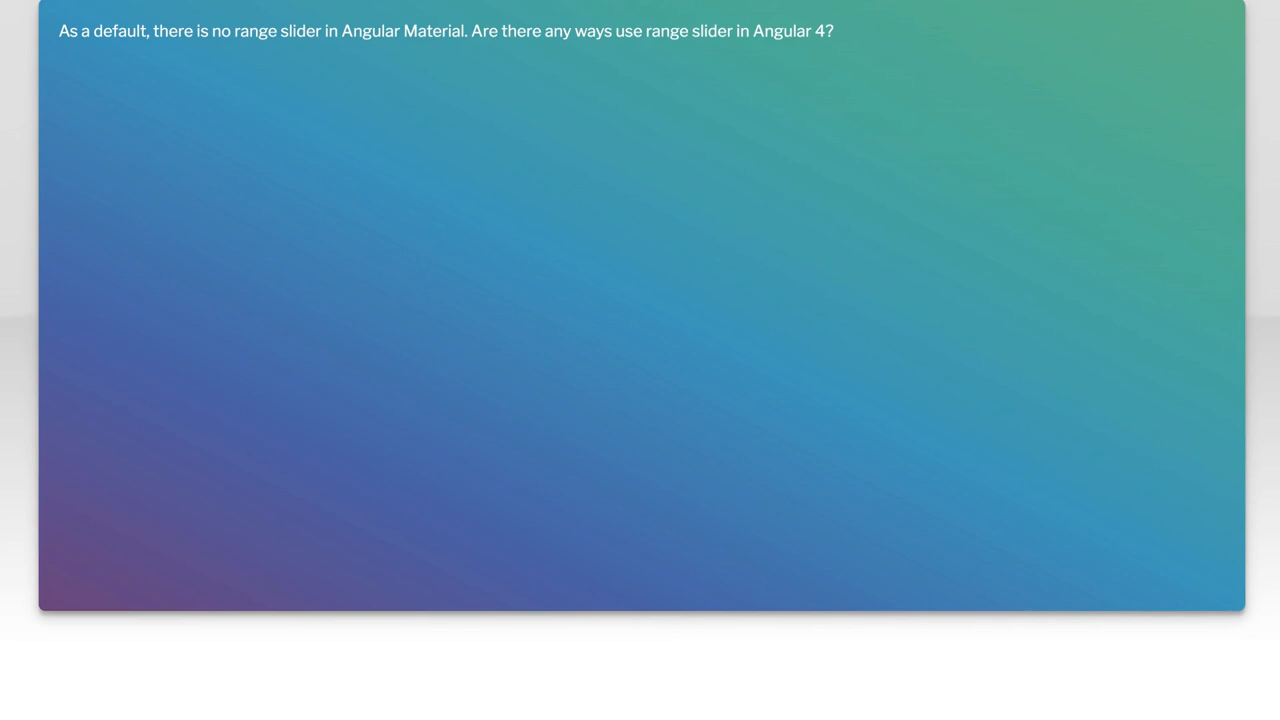 As a default, there is no range slider in Angular Material. Are there any ways use range slider in Angular 4?